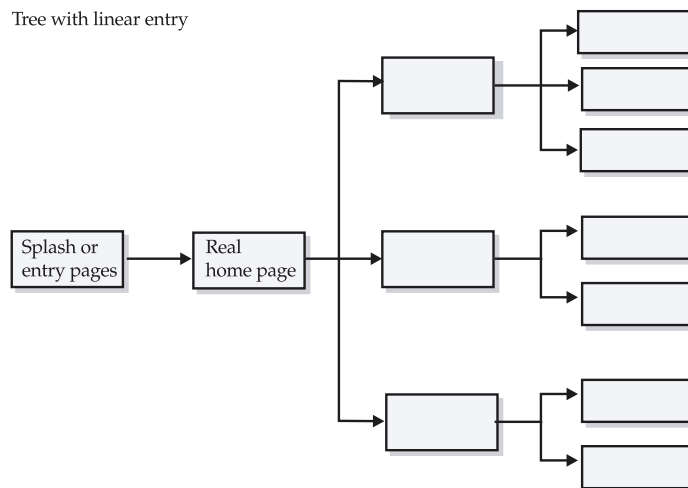 Tree with linear entry
Splash or
entry pages
Real
home page